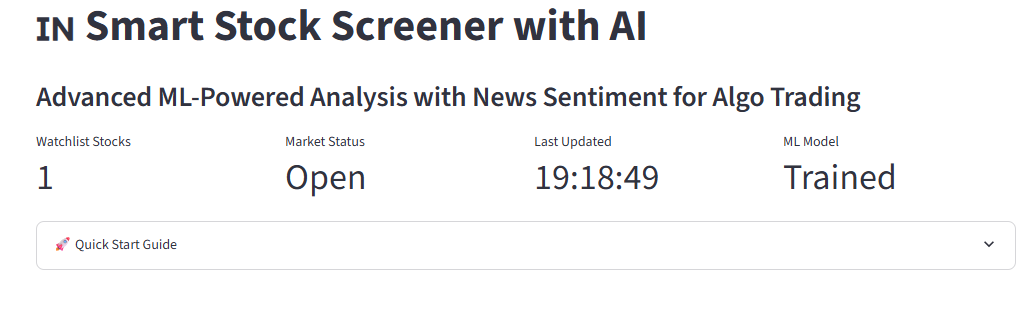 IN Smart Stock Screener with AI
Advanced ML-Powered Analysis with News Sentiment for Algo Trading
Watchlist Stocks
Market Status
Last Updated
ML Model
1
Open
19:18:49
Trained
🚀 Quick Start Guide